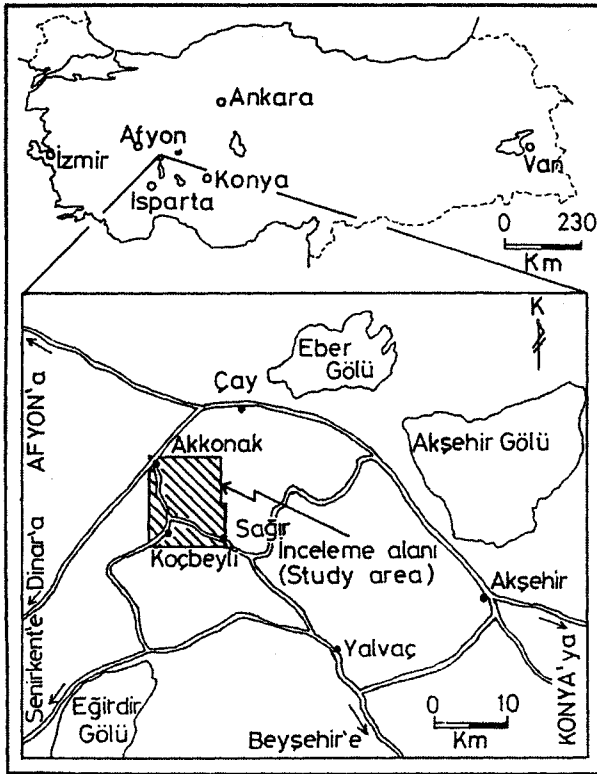 Ankara
Afyon
İzmir
Van
Konya
Isparta
0 230
Km
K
Eber
Gölü
Çay
AFYON'a
Akşehir Gölü
Akkonak
Sağır
İnceleme alanı
(Study area)
Koçbeyli
Dinar'a
Akşehir
Senirkent'e
Yalvaç
KONYA'ya
Eğirdir
Gölü
0 10
Km
Beyşehir'e